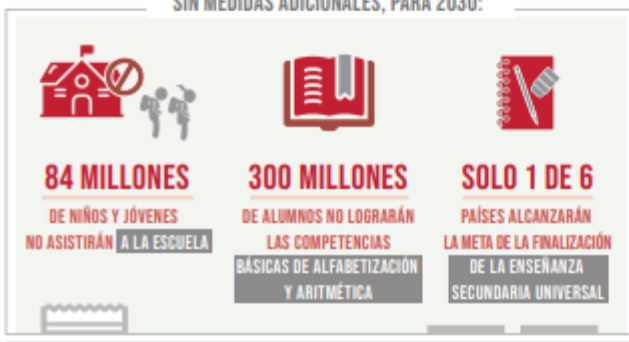 SIN MEDIDAS ADICIONALES, PARA 2030:
84 MILLONES
DE NIÑOS Y JÓVENES
NO ASISTIRÁN A LA ESCUELA
300 MILLONES
DE ALUMNOS NO LOGRARÁN
LAS COMPETENCIAS
BÁSICAS DE ALFABETIZACIÓN
Y ARITMÉTICA
SOLO 1 DE 6
PAÍSES ALCANZARÁN
LA META DE LA FINALIZACIÓN
DE LA ENSEÑANZA
SECUNDARIA UNIVERSAL